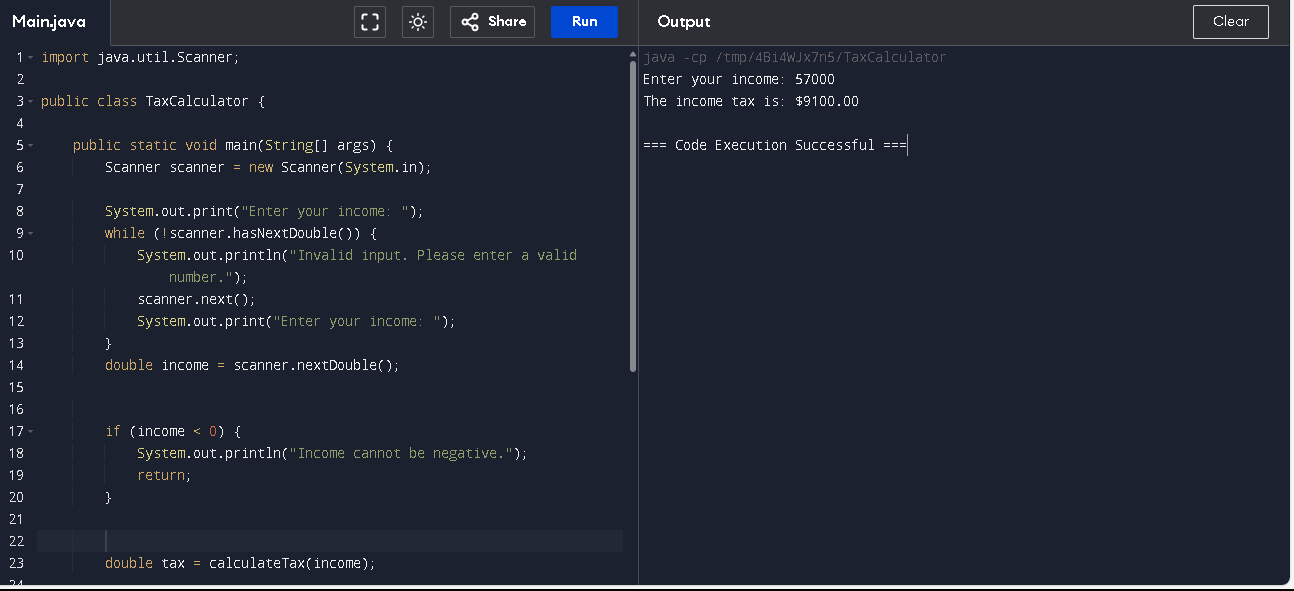 Main.java
Share
Run
Output
Clear
1 import java.util.Scanner;
2
3 public class TaxCalculator {
4
5 public static void main(String[] args) {
6 Scanner scanner = new Scanner(System.in);
7
8 System.out.print("Enter your income: ");
9 while (!scanner.hasNextDouble()) {
10 System.out.println("Invalid input. Please enter a valid
number.");
11 scanner.next();
12 System.out.print("Enter your income: ");
13 }
14 double income = scanner.nextDouble();
15
16
17 if (income < 0) {
18 System.out.println("Income cannot be negative.");
19 return;
20 }
21
22
23 double tax = calculateTax(income);
24
java -cp /tmp/4Bi4WJx7n5/TaxCalculator
Enter your income: 57000
The income tax is: $9100.00
=== Code Execution Successful ===